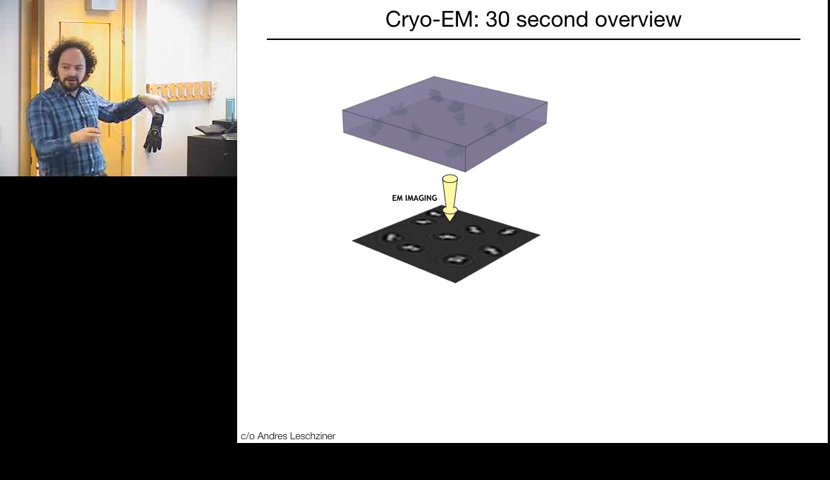 Cryo-EM: 30 second overview
EM IMAGING
c/o Andres Leschziner